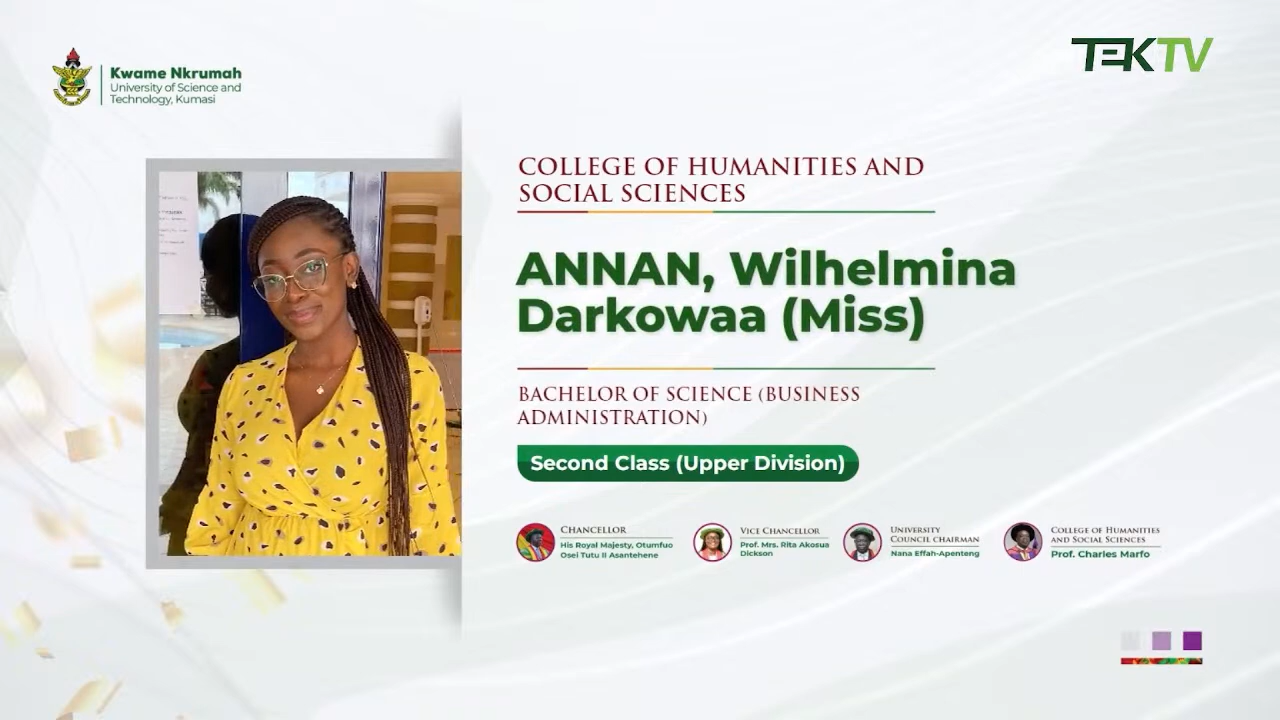 Kwame Nkrumah
University of Science and
Technology, Kumasi
TEKTV
COLLEGE OF HUMANITIES AND
SOCIAL SCIENCES
ANNAN, Wilhelmina
Darkowaa (Miss)
BACHELOR OF SCIENCE (BUSINESS
ADMINISTRATION)
Second Class (Upper Division)
CHANCELLOR
His Royal Majesty, Otumfuo
Osei Tutu II Asantehene
VICE CHANCELLOR
Prof. Mrs. Rita Akosua
Dickson
UNIVERSITY
COUNCIL CHAIRMAN
Nana Effah-Apenteng
COLLEGE OF HUMANITIES
AND SOCIAL SCIENCES
Prof. Charles Marfo